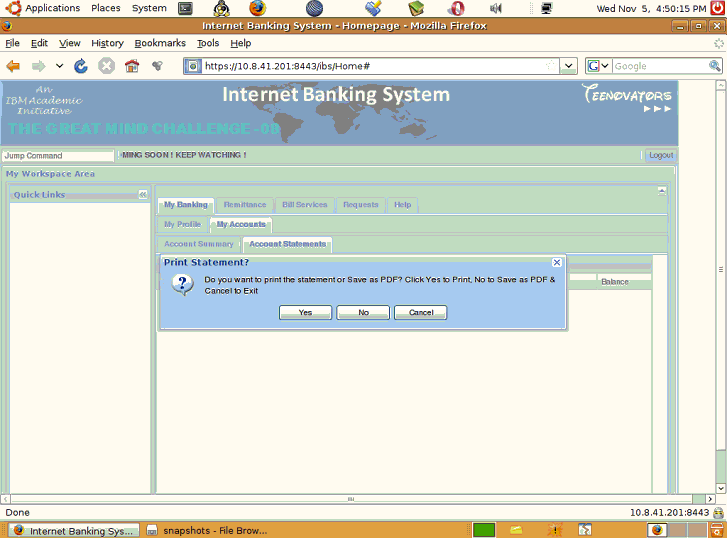 Applications Places System Wed Nov 5, 4:50:15 PM
Internet Banking System - Homepage - Mozilla Firefox
File Edit View History Bookmarks Tools Help
https://10.8.41.201:8443/ibs/Home# Google
An
IBM Academic
Initiative
Internet Banking System
TEENOVATORS
THE GREAT MIND CHALLENGE -08
Jump Command MING SOON ! KEEP WATCHING ! Logout
My Workspace Area
Quick Links
My Banking Remittance Bill Services Requests Help
My Profile My Accounts
Account Summary Account Statements
Print Statement?
Do you want to print the statement or Save as PDF? Click Yes to Print, No to Save as PDF &
Cancel to Exit
Balance
Yes No Cancel
Done 10.8.41.201:8443
Internet Banking Sys... snapshots - File Brow...